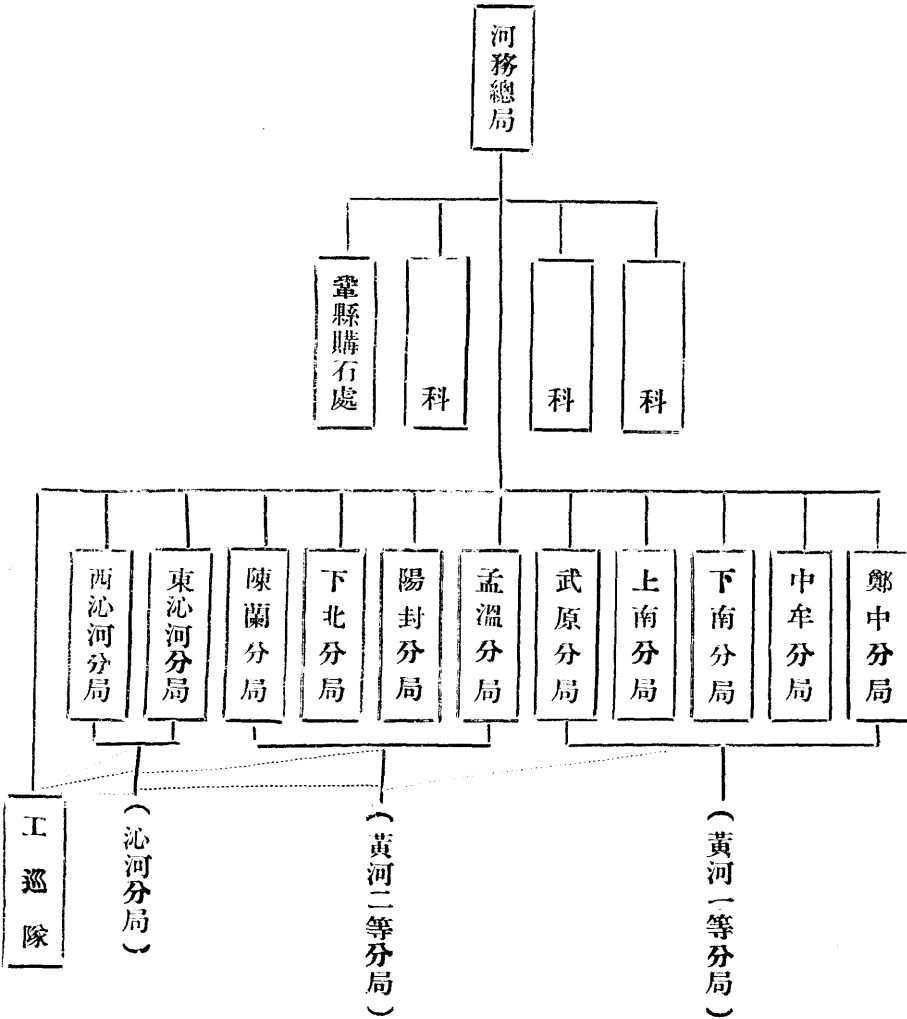 河務總局
科
科
科
鞏縣購石處
鄭中分局
中牟分局
下南分局
上南分局
武原分局
孟溫分局
陽封分局
下北分局
陳蘭分局
東沁河分局
西沁河分局
(黃河一等分局)
(黃河二等分局)
(沁河分局)
工巡隊